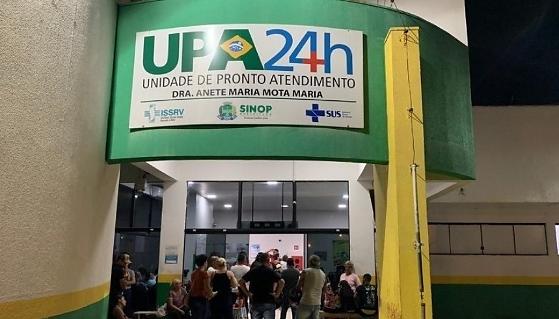 UPA 24h
UNIDADE DE PRONTO ATENDIMENTO
DRA. ANETE MARIA MOTA MARIA
ISSRV SINOP SUS